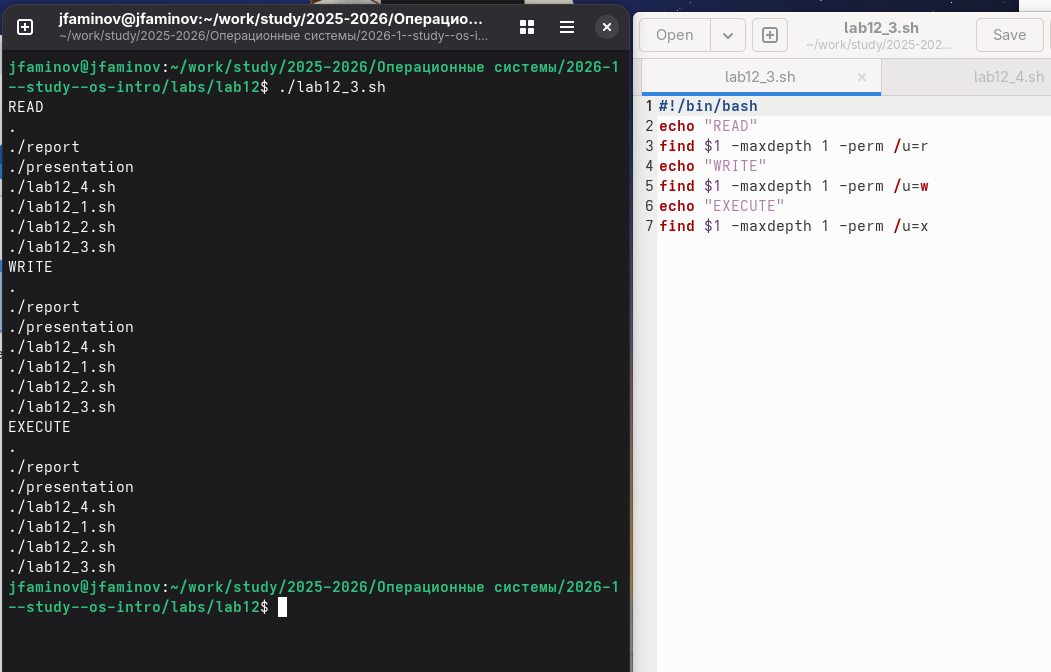 jfaminov@jfaminov:~/work/study/2025-2026/Операцио...
~/work/study/2025-2026/Операционные системы/2026-1--study--os-i...
jfaminov@jfaminov:~/work/study/2025-2026/Операционные системы/2026-1
--study--os-intro/labs/lab12$ ./lab12_3.sh
READ
.
./report
./presentation
./lab12_4.sh
./lab12_1.sh
./lab12_2.sh
./lab12_3.sh
WRITE
.
./report
./presentation
./lab12_4.sh
./lab12_1.sh
./lab12_2.sh
./lab12_3.sh
EXECUTE
.
./report
./presentation
./lab12_4.sh
./lab12_1.sh
./lab12_2.sh
./lab12_3.sh
jfaminov@jfaminov:~/work/study/2025-2026/Операционные системы/2026-1
--study--os-intro/labs/lab12$
Open
lab12_3.sh
~/work/study/2025-202...
Save
lab12_3.sh
lab12_4.sh
1 #!/bin/bash
2 echo "READ"
3 find $1 -maxdepth 1 -perm /u=r
4 echo "WRITE"
5 find $1 -maxdepth 1 -perm /u=w
6 echo "EXECUTE"
7 find $1 -maxdepth 1 -perm /u=x